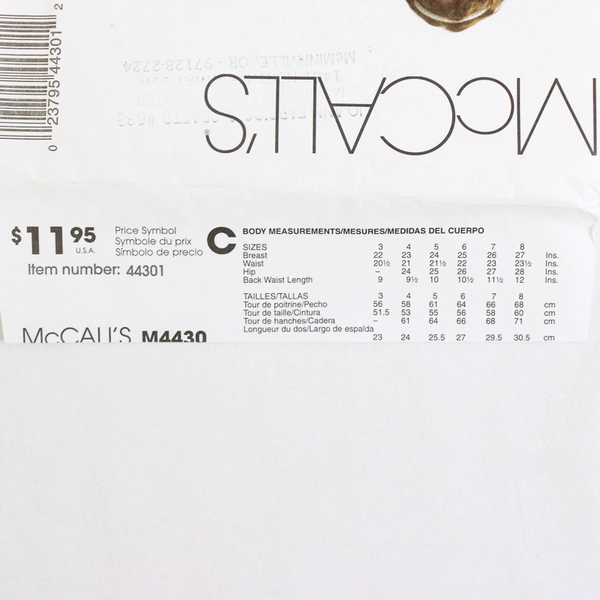 0 23795 44301 2
McMINNVILLE, OR - 97128-2724
McCALL'S®
$11.95
U.S.A.
Price Symbol
Symbole du prix
Símbolo de precio
C
Item number: 44301
McCALL'S M4430
BODY MEASUREMENTS/MESURES/MEDIDAS DEL CUERPO
SIZES 3 4 5 6 7 8
Breast 22 23 24 25 26 27 Ins.
Waist 20½ 21 21½ 22 23 23½ Ins.
Hip – 24 25 26 27 28 Ins.
Back Waist Length 9 9½ 10 10½ 11½ 12 Ins.
TAILLES/TALLAS 3 4 5 6 7 8
Tour de poitrine/Pecho 56 58 61 64 66 68 cm
Tour de taille/Cintura 51.5 53 55 56 58 60 cm
Tour de hanches/Cadera – 61 64 66 68 71 cm
Longueur du dos/Largo de espalda
23 24 25.5 27 29.5 30.5 cm